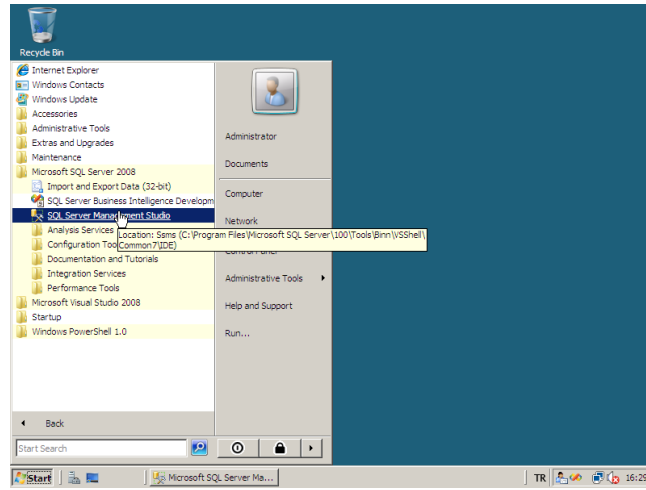 Recycle Bin
Internet Explorer
Windows Contacts
Windows Update
Accessories
Administrative Tools
Extras and Upgrades
Maintenance
Microsoft SQL Server 2008
Import and Export Data (32-bit)
SQL Server Business Intelligence Developm
SQL Server Management Studio
Analysis Services
Configuration Too
Documentation and Tutorials
Integration Services
Performance Tools
Microsoft Visual Studio 2008
Startup
Windows PowerShell 1.0
Back
Start Search
Administrator
Documents
Computer
Network
Location: Ssms (C:\Program Files\Microsoft SQL Server\100\Tools\Binn\VSShell\
Common7\IDE)
Control Panel
Administrative Tools
Help and Support
Run...
Start
Microsoft SQL Server Ma...
TR
16:29